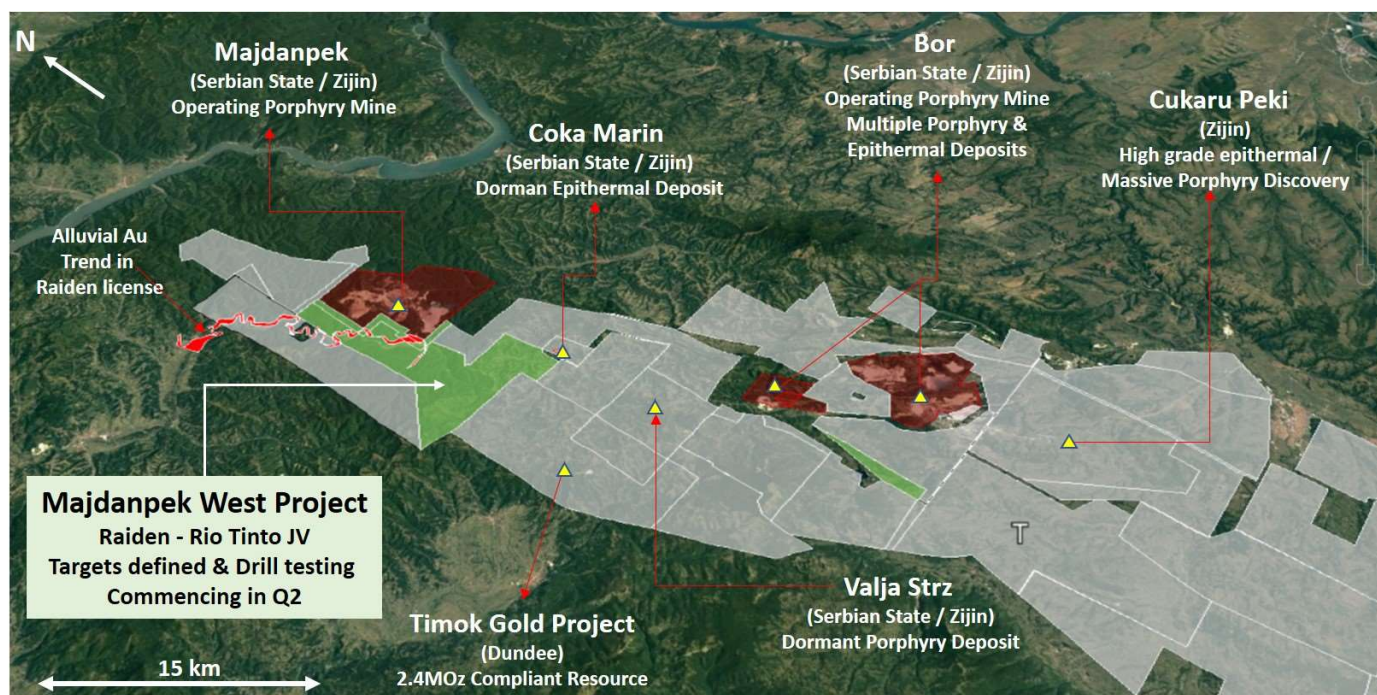 N
Majdanpek
(Serbian State / Zijin)
Operating Porphyry Mine
Coka Marin
(Serbian State / Zijin)
Dorman Epithermal Deposit
Bor
(Serbian State / Zijin)
Operating Porphyry Mine
Multiple Porphyry &
Epithermal Deposits
Cukaru Peki
(Zijin)
High grade epithermal /
Massive Porphyry Discovery
Alluvial Au
Trend in
Raiden license
Majdanpek West Project
Raiden - Rio Tinto JV
Targets defined & Drill testing
Commencing in Q2
T
Timok Gold Project
(Dundee)
2.4MOz Compliant Resource
Valja Strz
(Serbian State / Zijin)
Dormant Porphyry Deposit
15 km